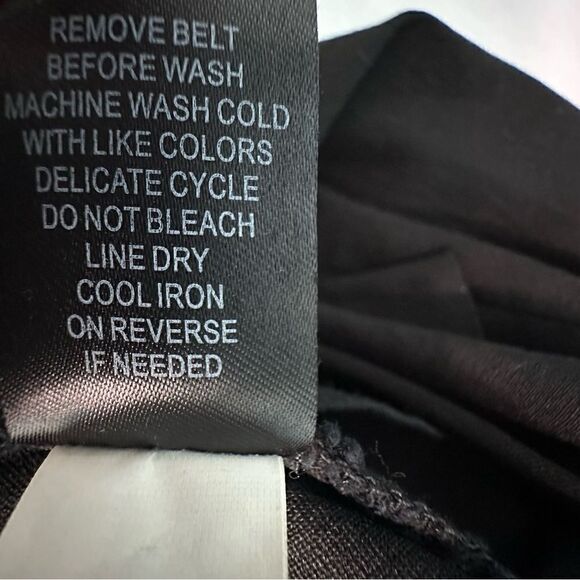 REMOVE BELT
BEFORE WASH
MACHINE WASH COLD
WITH LIKE COLORS
DELICATE CYCLE
DO NOT BLEACH
LINE DRY
COOL IRON
ON REVERSE
IF NEEDED